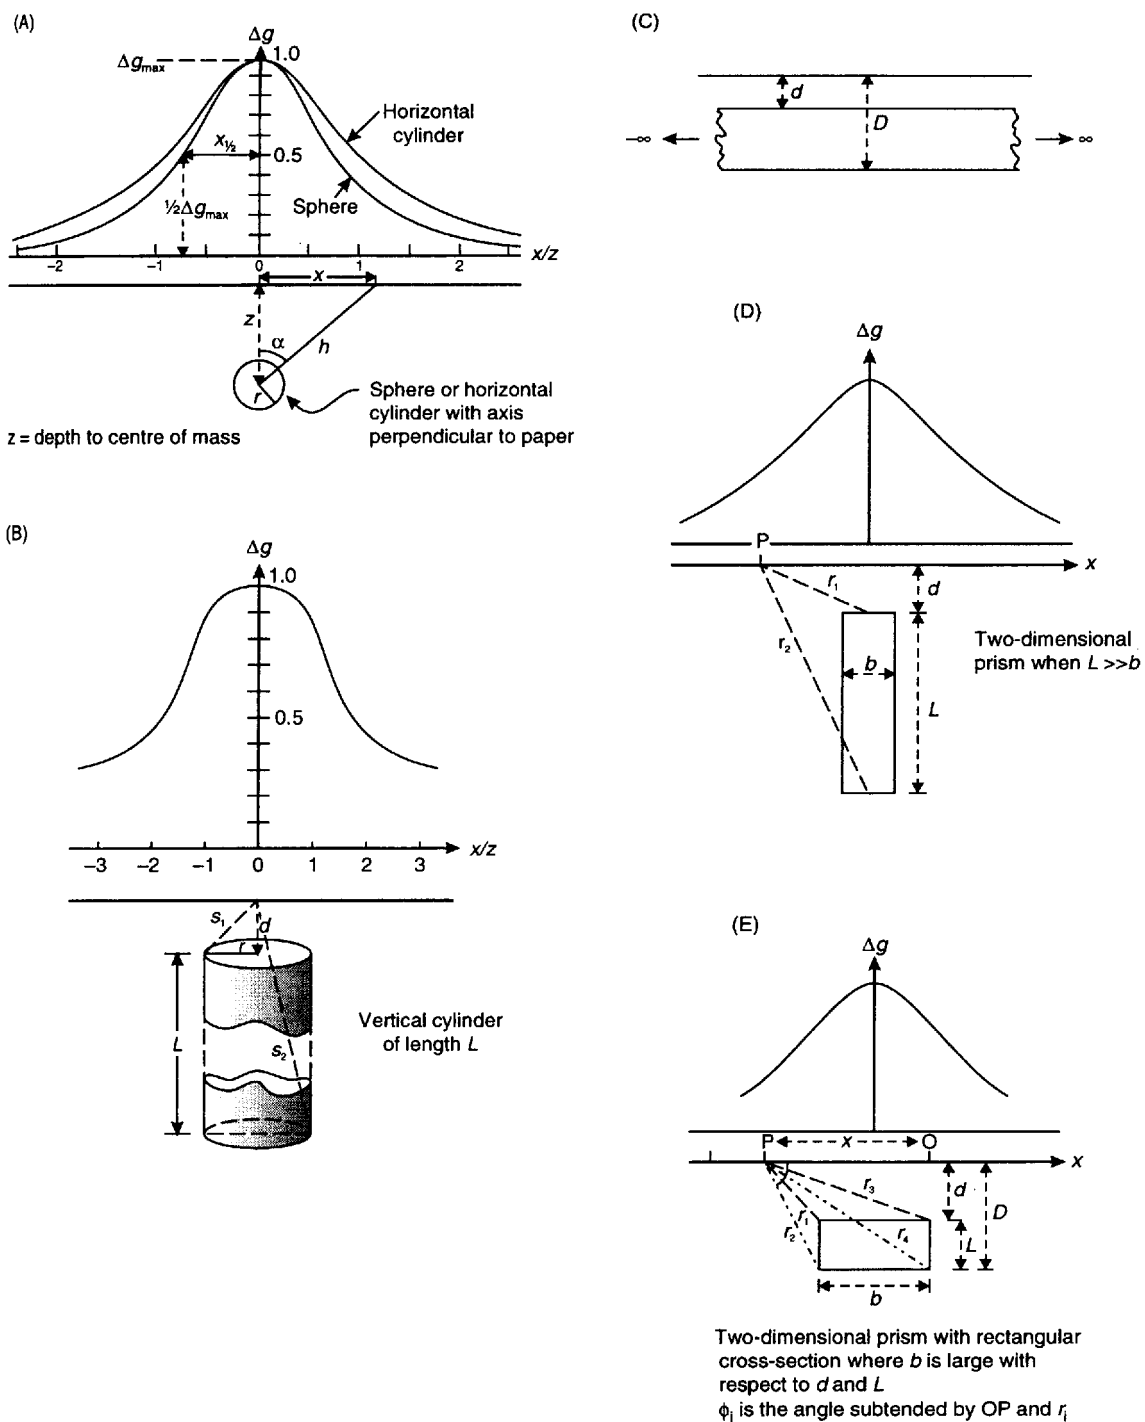 (A)
Δg
Δgmax
1.0
Horizontal
cylinder
x½
0.5
½Δgmax
Sphere
−2
−1
0
1
2
x/z
x
z
α
h
r
Sphere or horizontal
cylinder with axis
perpendicular to paper
z = depth to centre of mass
(B)
Δg
1.0
0.5
−3
−2
−1
0
1
2
3
x/z
s1
d
r
L
s2
Vertical cylinder
of length L
(C)
d
D
−∞
∞
(D)
Δg
P
x
r1
d
r2
b
L
Two-dimensional
prism when L >>b
(E)
Δg
P
x
O
x
r3
d
D
r1
r2
r4
L
b
Two-dimensional prism with rectangular
cross-section where b is large with
respect to d and L
ϕi is the angle subtended by OP and ri